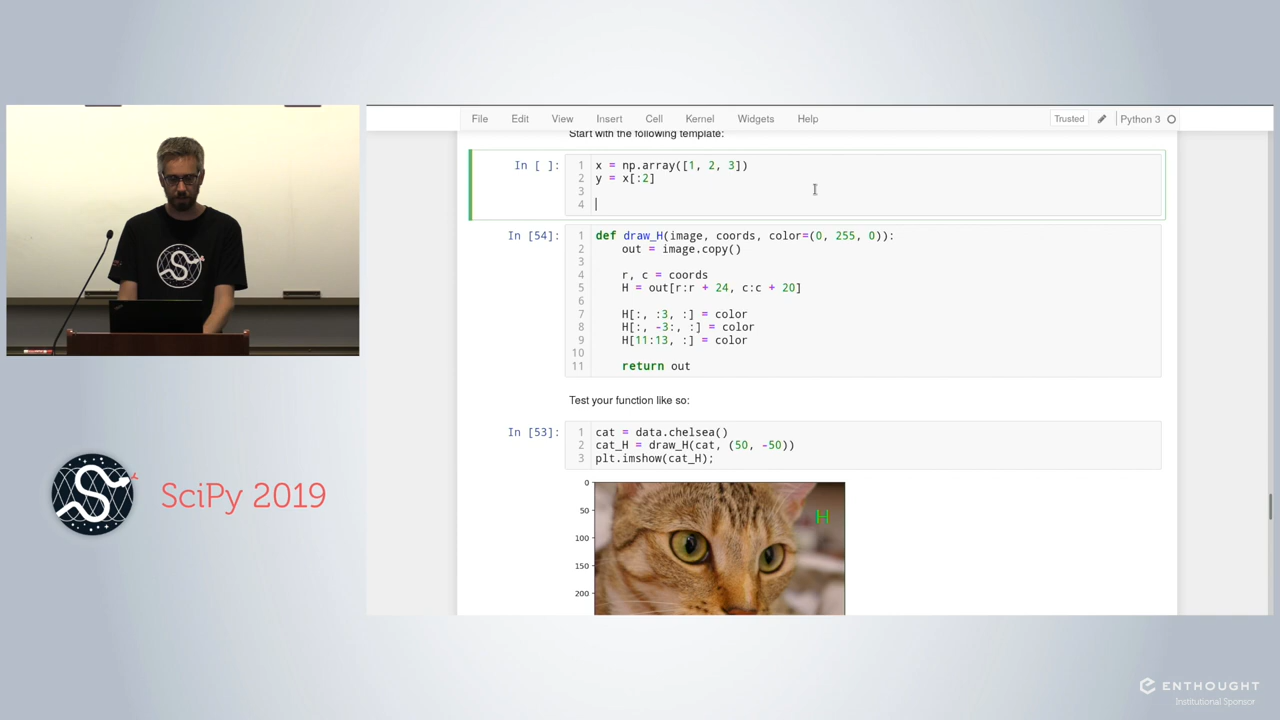 File Edit View Insert Cell Kernel Widgets Help Trusted Python 3
Start with the following template:
In [ ]:
1 x = np.array([1, 2, 3])
2 y = x[:2]
3
4
In [54]:
1 def draw_H(image, coords, color=(0, 255, 0)):
2 out = image.copy()
3
4 r, c = coords
5 H = out[r:r + 24, c:c + 20]
6
7 H[:, :3, :] = color
8 H[:, -3:, :] = color
9 H[11:13, :] = color
10
11 return out
Test your function like so:
In [53]:
1 cat = data.chelsea()
2 cat_H = draw_H(cat, (50, -50))
3 plt.imshow(cat_H);
0
50
100
150
200
H
SciPy 2019
ENTHOUGHT
Institutional Sponsor